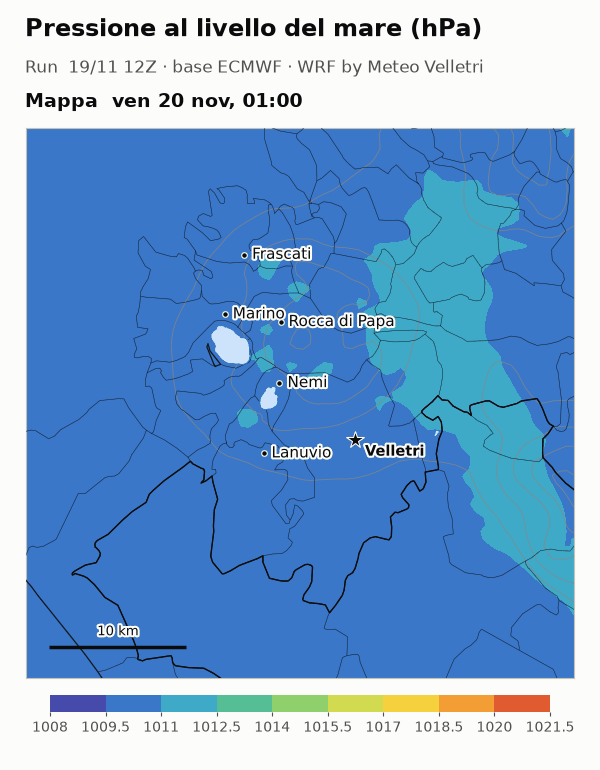 Pressione al livello del mare (hPa)
Run  19/11 12Z · base ECMWF · WRF by Meteo Velletri
Mappa  ven 20 nov, 01:00
Frascati
Marino
Rocca di Papa
Nemi
Velletri
Lanuvio
10 km
1008 1009.5 1011 1012.5 1014 1015.5 1017 1018.5 1020 1021.5